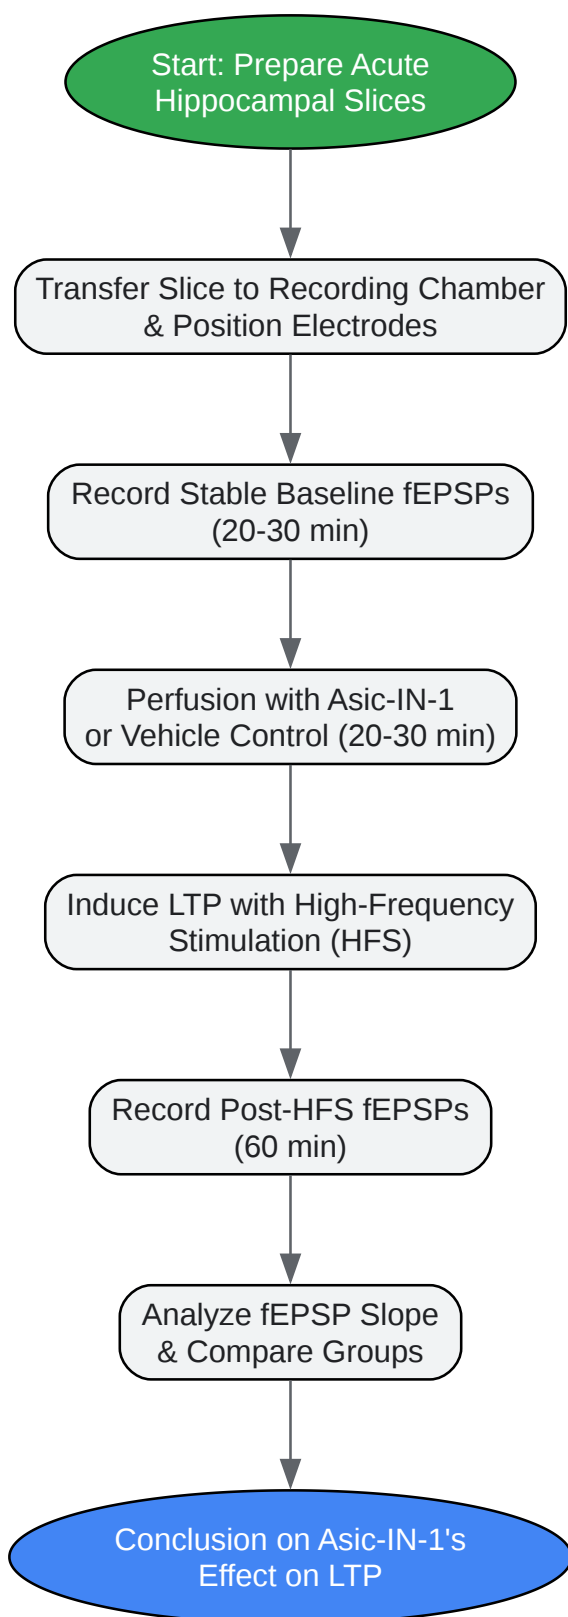 Start: Prepare Acute
Hippocampal Slices
Transfer Slice to Recording Chamber
& Position Electrodes
Record Stable Baseline fEPSPs
(20-30 min)
Perfusion with Asic-IN-1
or Vehicle Control (20-30 min)
Induce LTP with High-Frequency
Stimulation (HFS)
Record Post-HFS fEPSPs
(60 min)
Analyze fEPSP Slope
& Compare Groups
Conclusion on Asic-IN-1's
Effect on LTP